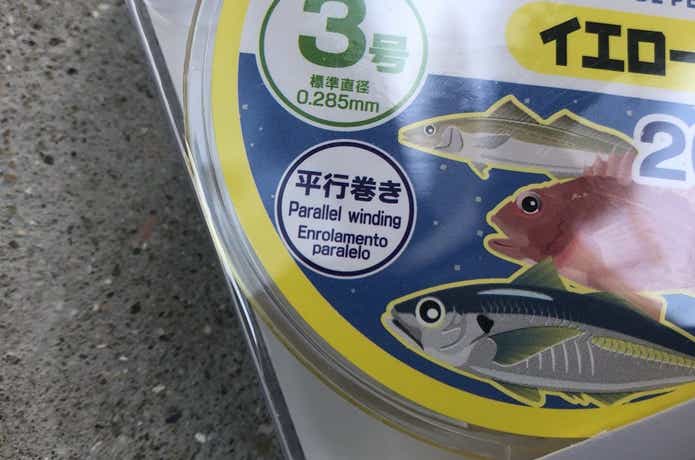 3号
標準直径
0.285mm
イエロー
平行巻き
Parallel winding
Enrolamento
paralelo